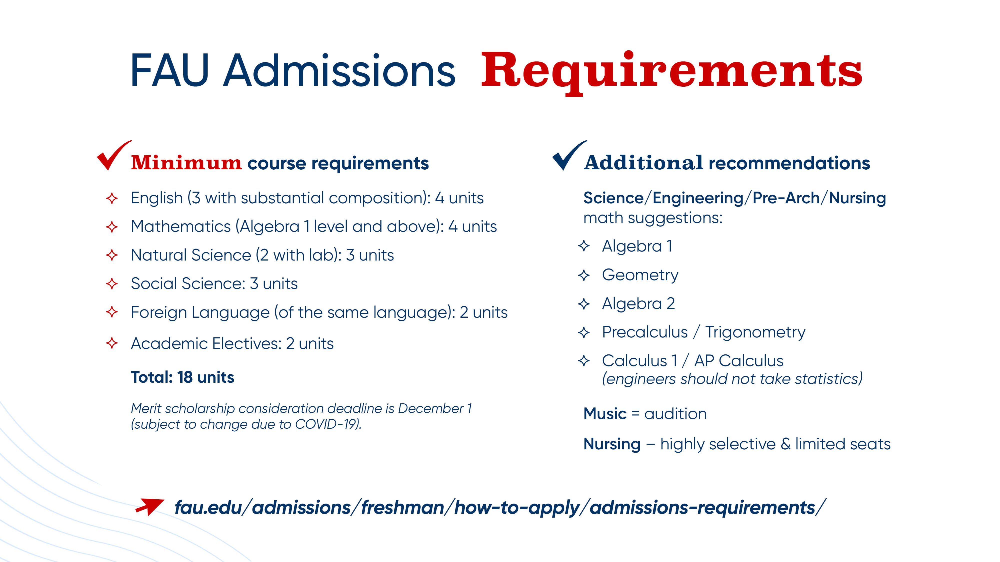 FAU Admissions Requirements
Minimum course requirements
English (3 with substantial composition): 4 units
Mathematics (Algebra 1 level and above): 4 units
Natural Science (2 with lab): 3 units
Social Science: 3 units
Foreign Language (of the same language): 2 units
Academic Electives: 2 units
Total: 18 units
Merit scholarship consideration deadline is December 1
(subject to change due to COVID-19).
Additional recommendations
Science/Engineering/Pre-Arch/Nursing
math suggestions:
Algebra 1
Geometry
Algebra 2
Precalculus / Trigonometry
Calculus 1 / AP Calculus
(engineers should not take statistics)
Music = audition
Nursing – highly selective & limited seats
fau.edu/admissions/freshman/how-to-apply/admissions-requirements/